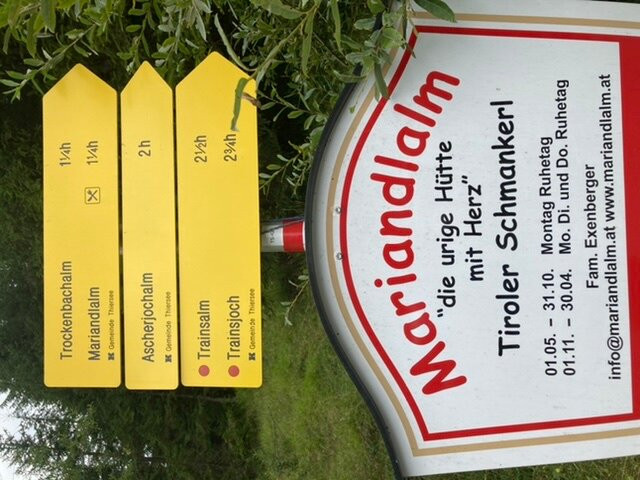 Trockenbachalm 1¼h
Mariandlalm 1¼h
Gemeinde Thiersee
Ascherjochalm 2h
Gemeinde Thiersee
Trainsalm 2½h
Trainsjoch 2¾h
Gemeinde Thiersee
Mariandlalm
"die urige Hütte
mit Herz"
Tiroler Schmankerl
01.05. – 31.10. Montag Ruhetag
01.11. – 30.04. Mo. Di. und Do. Ruhetag
Fam. Exenberger
info@mariandlalm.at www.mariandlalm.at